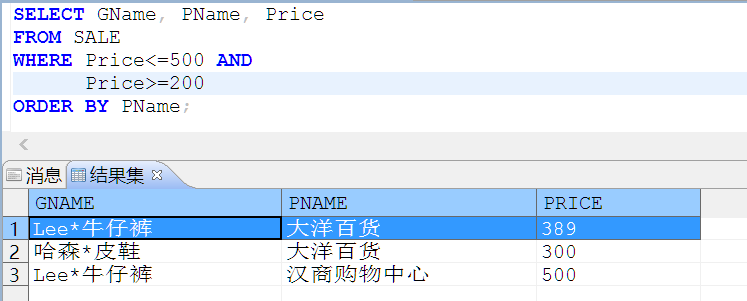 SELECT GName, PName, Price
FROM SALE
WHERE Price<=500 AND
Price>=200
ORDER BY PName;
消息 结果集
GNAME PNAME PRICE
1 Lee*牛仔裤 大洋百货 389
2 哈森*皮鞋 大洋百货 300
3 Lee*牛仔裤 汉商购物中心 500